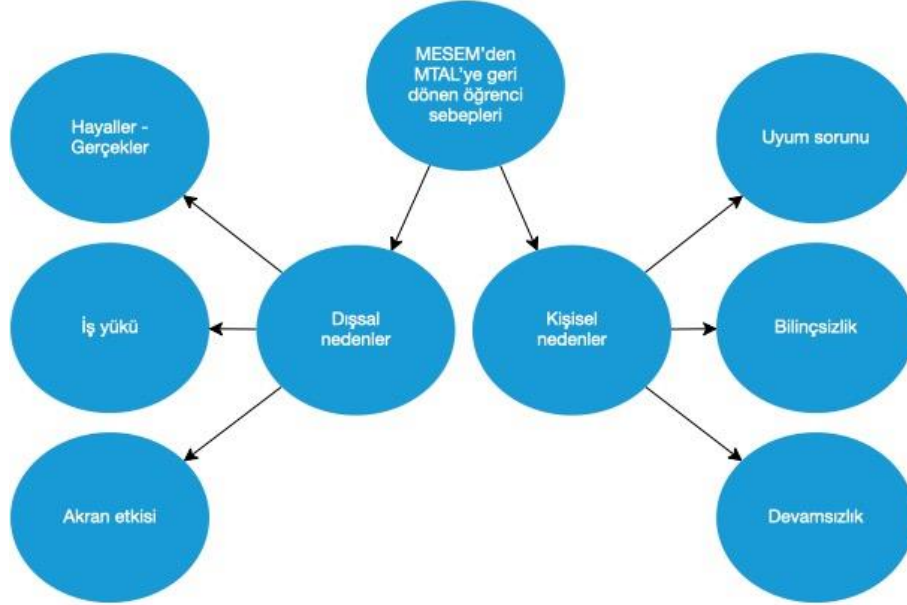 MESEM'den
MTAL'ye geri
dönen öğrenci
sebepleri
Hayaller -
Gerçekler
Uyum sorunu
İş yükü
Dışsal
nedenler
Kişisel
nedenler
Bilinçsizlik
Akran etkisi
Devamsızlık